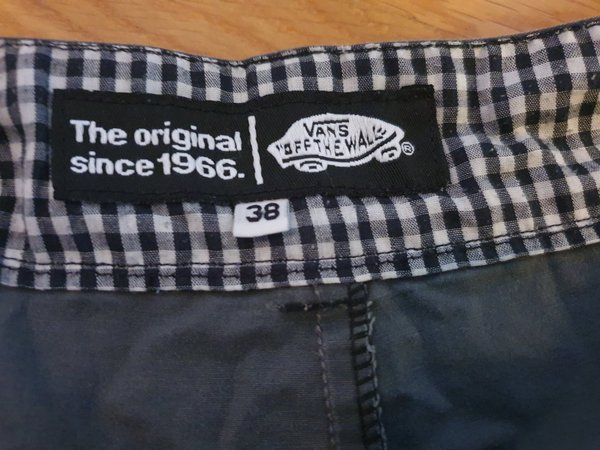 The original
since 1966.
VANS
"OFF THE WALL"
®
38